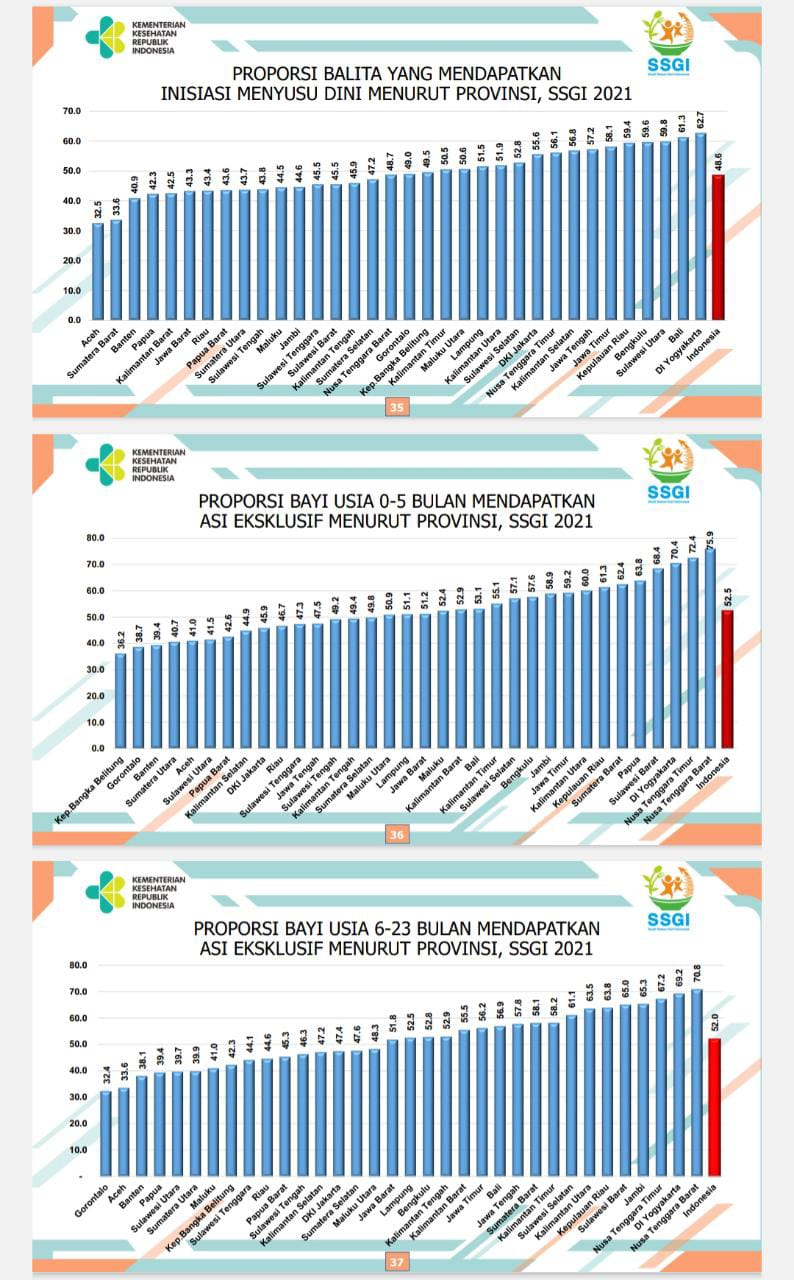 KEMENTERIAN
KESEHATAN
REPUBLIK
INDONESIA
SSGI
PROPORSI BALITA YANG MENDAPATKAN
INISIASI MENYUSU DINI MENURUT PROVINSI, SSGI 2021
70.0
60.0
50.0
40.0
30.0
20.0
10.0
0.0
32.5
33.6
40.9
42.3
42.5
43.3
43.4
43.6
43.7
43.8
44.5
44.6
45.5
45.5
45.9
47.2
48.7
49.0
49.5
50.5
50.6
51.5
51.9
52.8
55.6
56.1
56.8
57.2
58.1
59.4
59.6
59.8
61.3
62.7
48.6
Aceh
Sumatera Barat
Banten
Papua
Kalimantan Barat
Jawa Barat
Riau
Papua Barat
Sumatera Utara
Sulawesi Tengah
Maluku
Jambi
Sulawesi Tenggara
Sulawesi Barat
Kalimantan Tengah
Sumatera Selatan
Nusa Tenggara Barat
Gorontalo
Kep.Bangka Belitung
Kalimantan Timur
Maluku Utara
Lampung
Kalimantan Utara
Sulawesi Selatan
DKI Jakarta
Nusa Tenggara Timur
Kalimantan Selatan
Jawa Tengah
Jawa Timur
Kepulauan Riau
Bengkulu
Sulawesi Utara
Bali
DI Yogyakarta
Indonesia
35
KEMENTERIAN
KESEHATAN
REPUBLIK
INDONESIA
SSGI
PROPORSI BAYI USIA 0-5 BULAN MENDAPATKAN
ASI EKSKLUSIF MENURUT PROVINSI, SSGI 2021
80.0
70.0
60.0
50.0
40.0
30.0
20.0
10.0
0.0
36.2
38.7
39.4
40.7
41.0
41.5
42.6
44.9
45.9
46.7
47.3
47.5
49.2
49.4
49.8
50.9
51.1
51.2
52.4
52.9
53.1
55.1
57.1
57.6
58.9
59.2
60.0
61.3
62.4
63.8
68.4
70.4
72.4
75.9
52.5
Kep.Bangka Belitung
Gorontalo
Banten
Sumatera Utara
Aceh
Sulawesi Utara
Papua Barat
Kalimantan Selatan
DKI Jakarta
Riau
Sulawesi Tenggara
Jawa Tengah
Sulawesi Tengah
Kalimantan Tengah
Sumatera Selatan
Maluku Utara
Lampung
Jawa Barat
Maluku
Kalimantan Barat
Bali
Kalimantan Timur
Sulawesi Selatan
Bengkulu
Jambi
Jawa Timur
Kalimantan Utara
Kepulauan Riau
Sumatera Barat
Papua
Sulawesi Barat
DI Yogyakarta
Nusa Tenggara Timur
Nusa Tenggara Barat
Indonesia
36
KEMENTERIAN
KESEHATAN
REPUBLIK
INDONESIA
SSGI
PROPORSI BAYI USIA 6-23 BULAN MENDAPATKAN
ASI EKSKLUSIF MENURUT PROVINSI, SSGI 2021
80.0
70.0
60.0
50.0
40.0
30.0
20.0
10.0
-
32.4
33.6
38.1
39.4
39.7
39.9
41.0
42.3
44.1
44.6
45.3
46.3
47.2
47.4
47.6
48.3
51.8
52.5
52.8
52.9
55.5
56.2
56.9
57.8
58.1
58.2
61.1
63.5
63.8
65.0
65.3
67.2
69.2
70.8
52.0
Gorontalo
Aceh
Banten
Papua
Sulawesi Utara
Sumatera Utara
Maluku
Kep.Bangka Belitung
Sulawesi Tenggara
Riau
Papua Barat
Sulawesi Tengah
Kalimantan Selatan
DKI Jakarta
Sumatera Selatan
Maluku Utara
Jawa Barat
Lampung
Bengkulu
Kalimantan Tengah
Kalimantan Barat
Jawa Timur
Bali
Jawa Tengah
Sumatera Barat
Kalimantan Timur
Sulawesi Selatan
Kalimantan Utara
Kepulauan Riau
Sulawesi Barat
Jambi
Nusa Tenggara Timur
DI Yogyakarta
Nusa Tenggara Barat
Indonesia
37